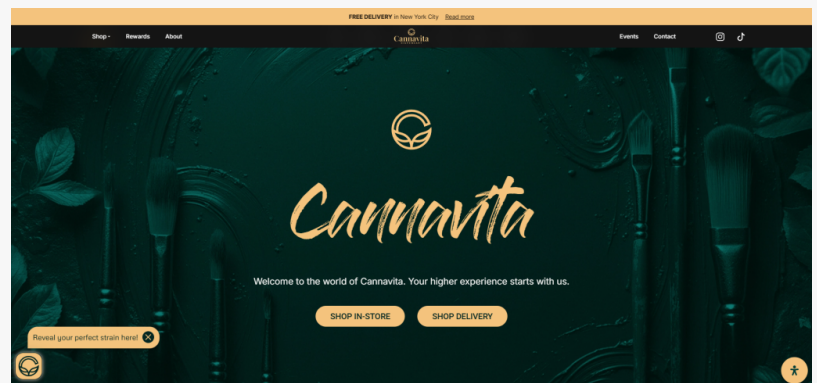 FREE DELIVERY in New York City Read more
Shop Rewards About Cannavita Events Contact
Cannavita
Welcome to the world of Cannavita. Your higher experience starts with us.
SHOP IN-STORE SHOP DELIVERY
Reveal your perfect strain here!